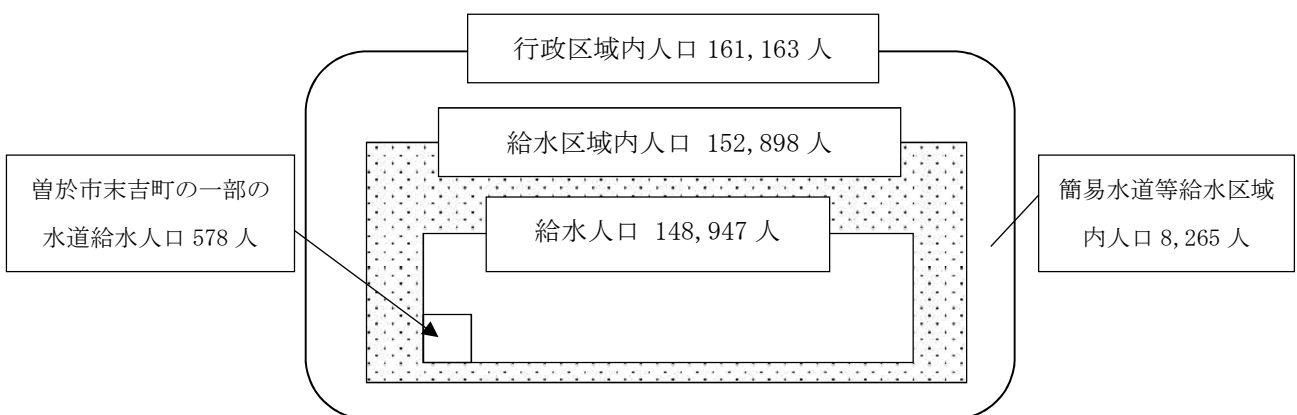 行政区域内人口 161,163 人
給水区域内人口 152,898 人
曽於市末吉町の一部の
水道給水人口 578 人
給水人口 148,947 人
簡易水道等給水区域
内人口 8,265 人